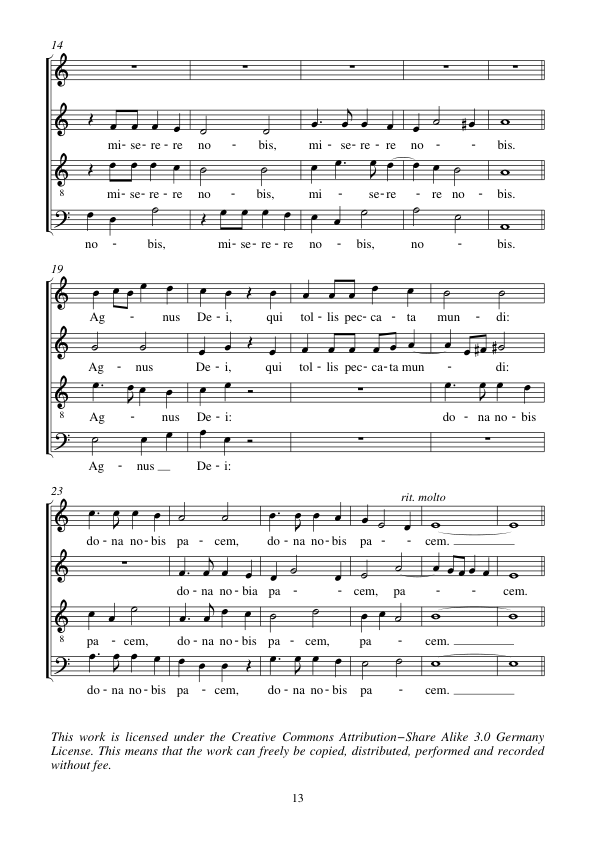 14
mi- se- re - re no - bis, mi - se- re - re no - bis.
8
mi- se- re - re no - bis, mi - se- re - re no - bis.
no - bis, mi- se- re - re no - bis, no - bis.
19
Ag - nus De - i, qui tol - lis pec- ca - ta mun - di:
Ag - nus De - i, qui tol - lis pec- ca- ta mun - di:
8
Ag - nus De - i: do - na no - bis
Ag - nus De - i:
23
rit. molto
do - na no- bis pa - cem, do - na no - bis pa - cem.
do - na no- bia pa - cem, pa - cem.
8
pa - cem, do - na no - bis pa - cem, pa - cem.
do - na no- bis pa - cem, do - na no- bis pa - cem.
This work is licensed under the Creative Commons Attribution−Share Alike 3.0 Germany
License. This means that the work can freely be copied, distributed, performed and recorded
without fee.
13